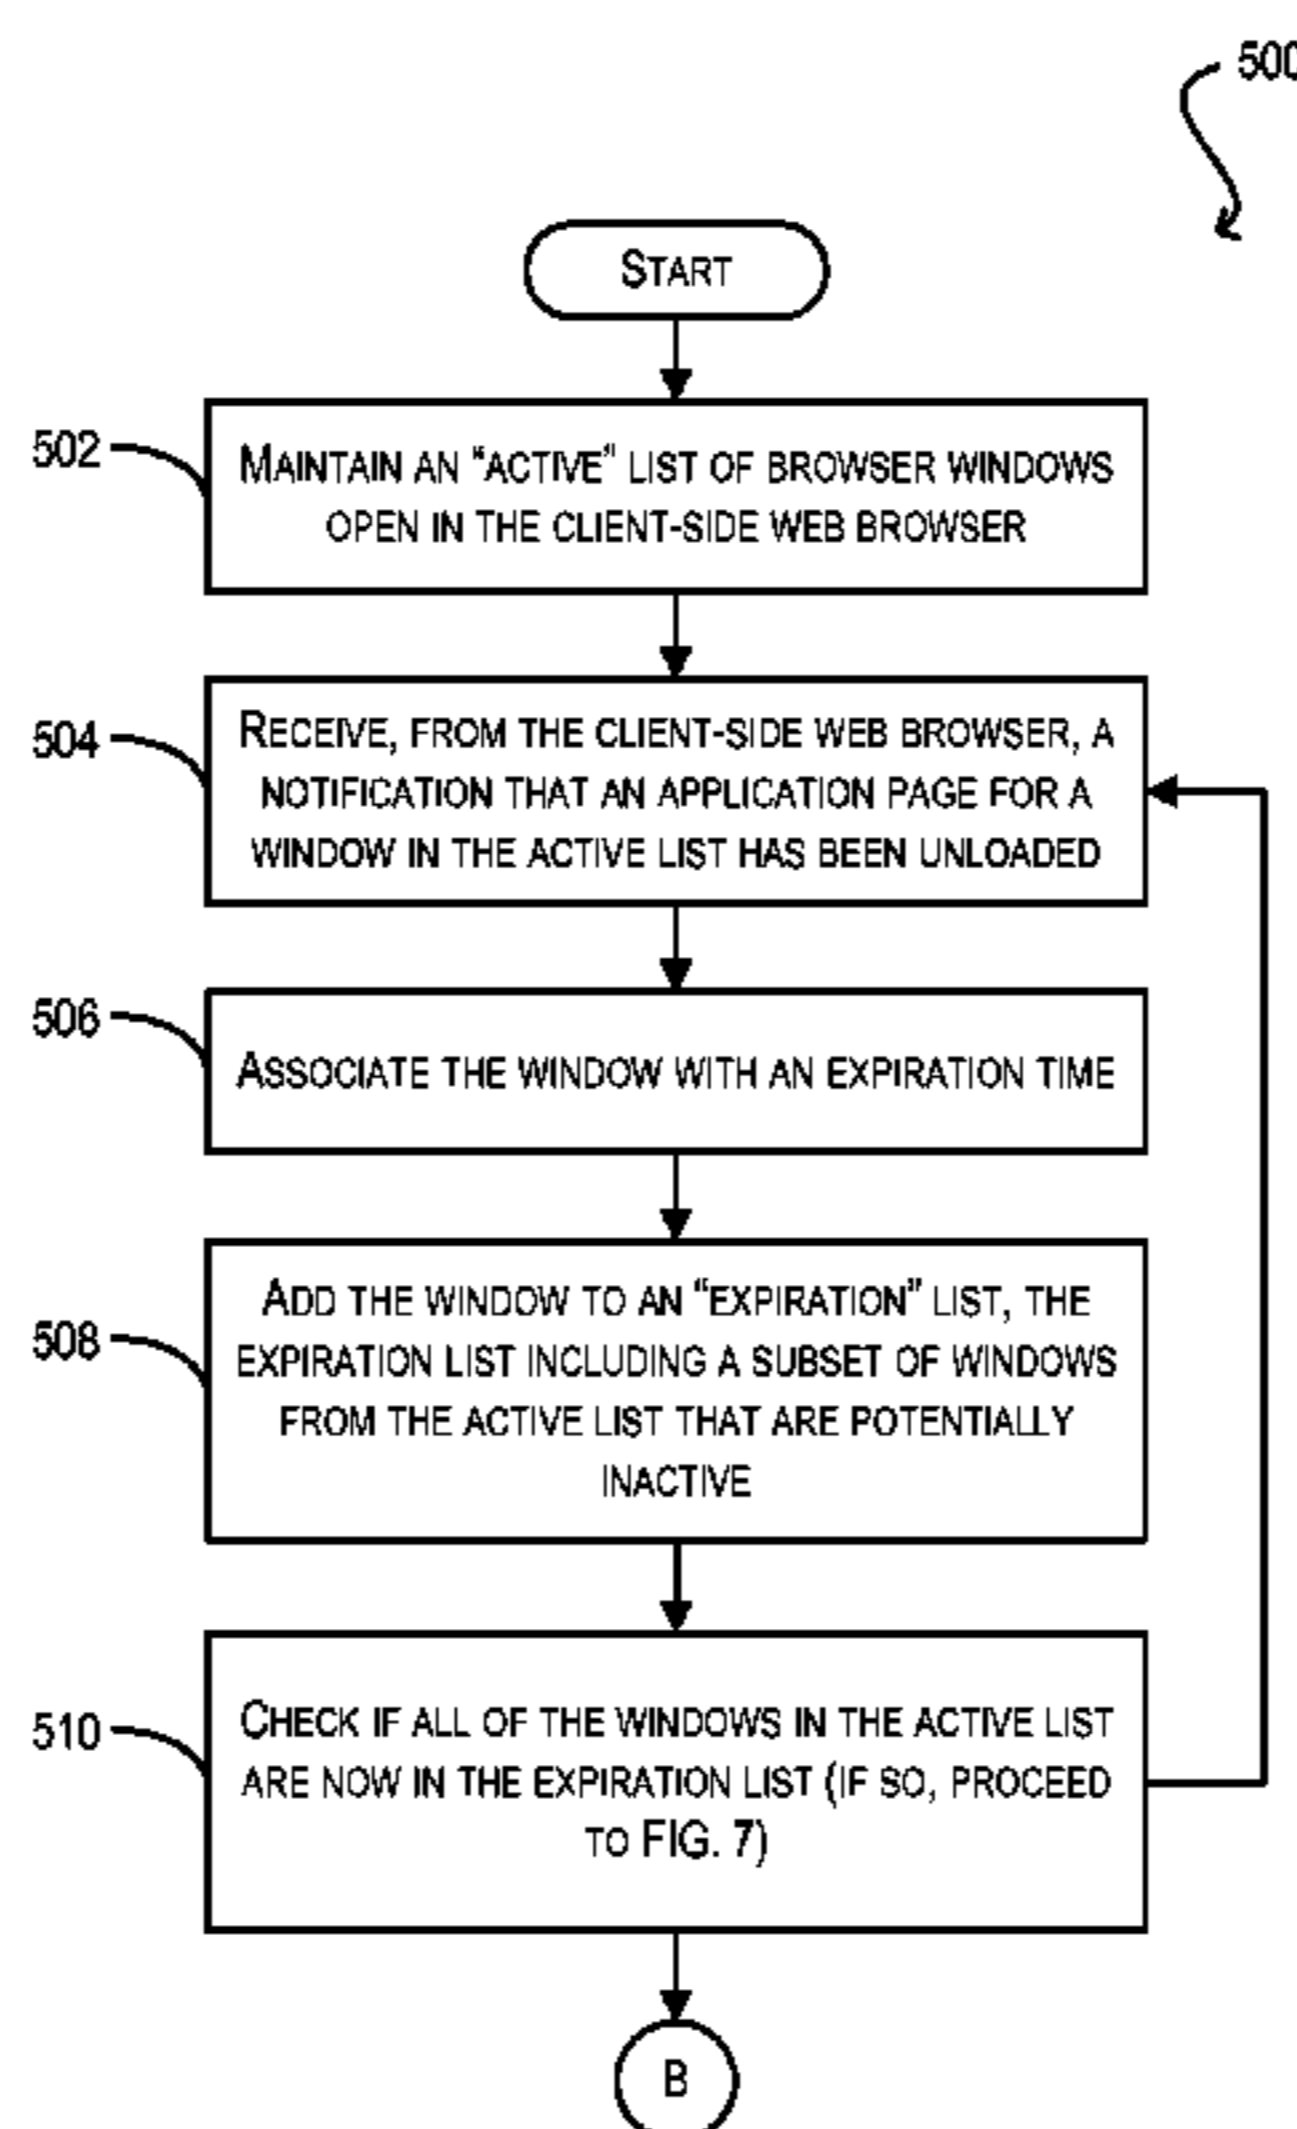 500
START
502
MAINTAIN AN “ACTIVE” LIST OF BROWSER WINDOWS
OPEN IN THE CLIENT-SIDE WEB BROWSER
504
RECEIVE, FROM THE CLIENT-SIDE WEB BROWSER, A
NOTIFICATION THAT AN APPLICATION PAGE FOR A
WINDOW IN THE ACTIVE LIST HAS BEEN UNLOADED
506
ASSOCIATE THE WINDOW WITH AN EXPIRATION TIME
508
ADD THE WINDOW TO AN “EXPIRATION” LIST, THE
EXPIRATION LIST INCLUDING A SUBSET OF WINDOWS
FROM THE ACTIVE LIST THAT ARE POTENTIALLY
INACTIVE
510
CHECK IF ALL OF THE WINDOWS IN THE ACTIVE LIST
ARE NOW IN THE EXPIRATION LIST (IF SO, PROCEED
TO FIG. 7)
B